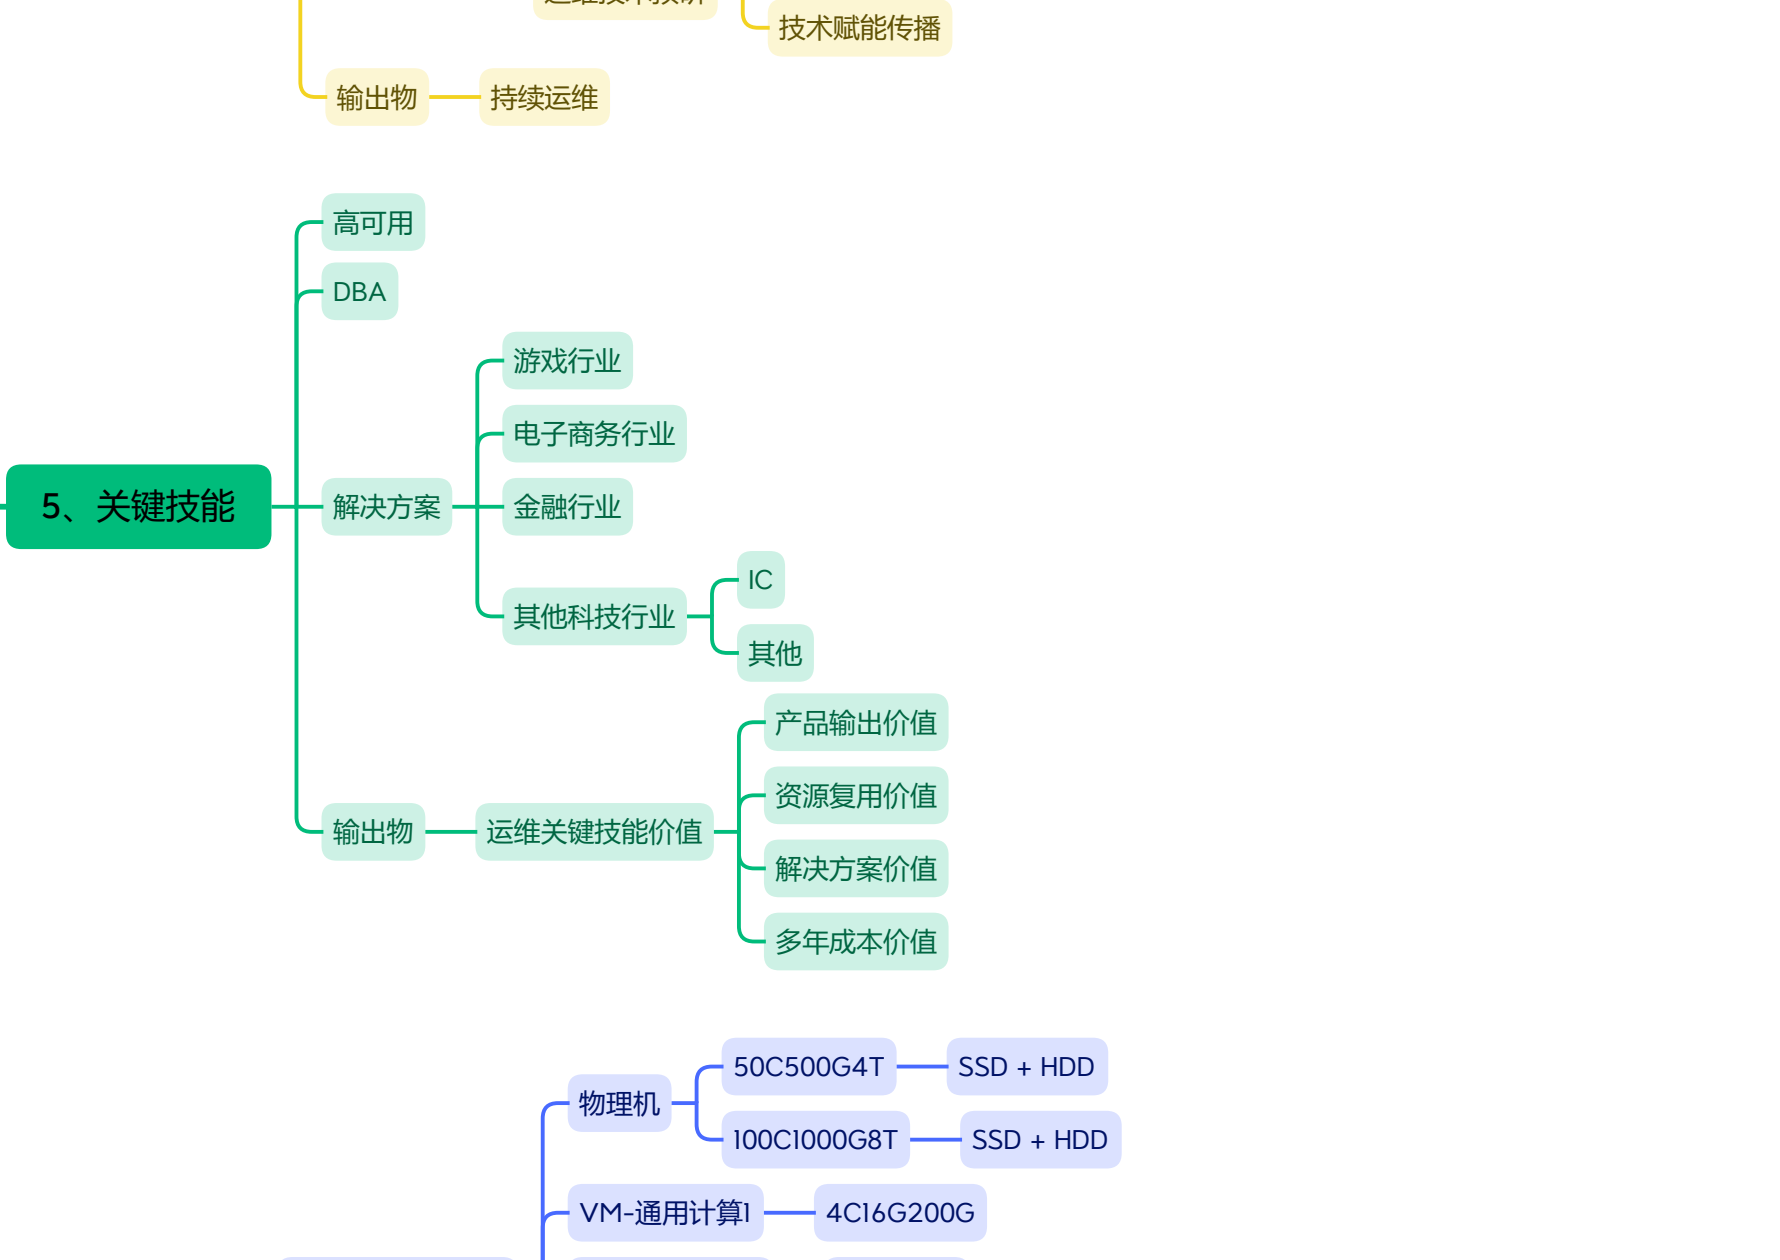 技术赋能传播
输出物
持续运维
高可用
DBA
游戏行业
电子商务行业
5、关键技能
解决方案
金融行业
IC
其他科技行业
其他
产品输出价值
资源复用价值
输出物
运维关键技能价值
解决方案价值
多年成本价值
50C500G4T
SSD + HDD
物理机
100C1000G8T
SSD + HDD
VM-通用计算1
4C16G200G